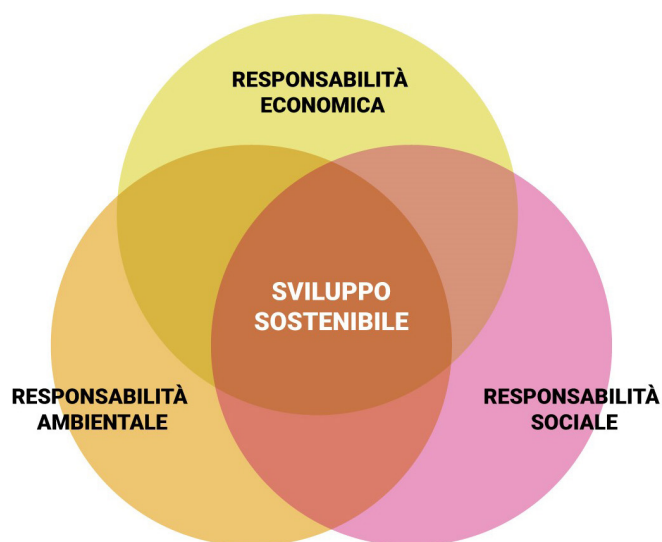 RESPONSABILITÀ
ECONOMICA
SVILUPPO
SOSTENIBILE
RESPONSABILITÀ
AMBIENTALE
RESPONSABILITÀ
SOCIALE